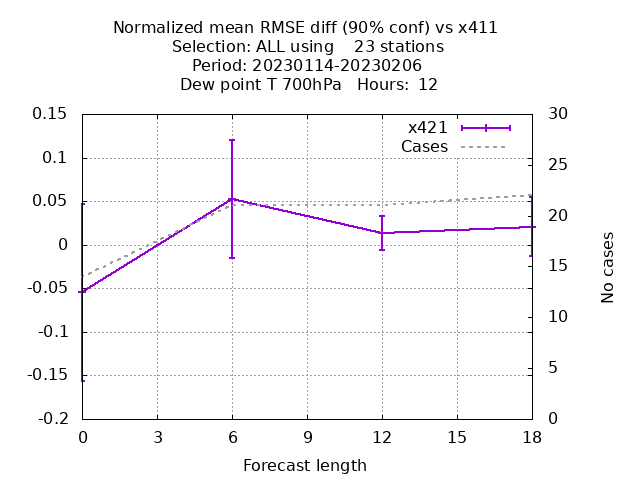 Normalized mean RMSE diff (90% conf) vs x411
Selection: ALL using    23 stations
Period: 20230114-20230206
Dew point T 700hPa   Hours:  12
x421
Cases
0.15
0.1
0.05
0
-0.05
-0.1
-0.15
-0.2
30
25
20
15
10
5
0
No cases
0 3 6 9 12 15 18
Forecast length